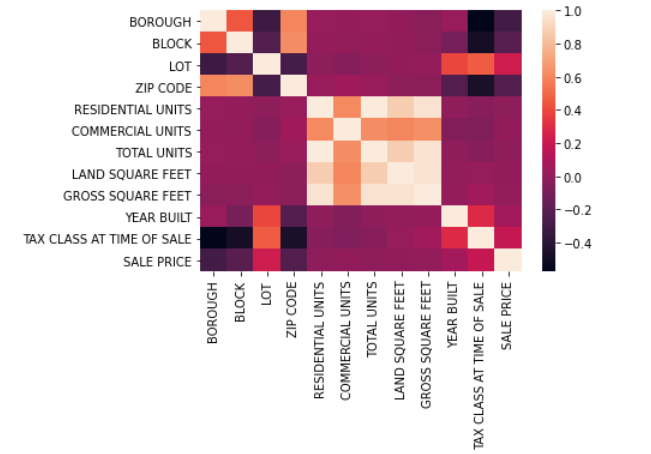 BOROUGH
BLOCK
LOT
ZIP CODE
RESIDENTIAL UNITS
COMMERCIAL UNITS
TOTAL UNITS
LAND SQUARE FEET
GROSS SQUARE FEET
YEAR BUILT
TAX CLASS AT TIME OF SALE
SALE PRICE
BOROUGH
BLOCK
LOT
ZIP CODE
RESIDENTIAL UNITS
COMMERCIAL UNITS
TOTAL UNITS
LAND SQUARE FEET
GROSS SQUARE FEET
YEAR BUILT
TAX CLASS AT TIME OF SALE
SALE PRICE
1.0
0.8
0.6
0.4
0.2
0.0
−0.2
−0.4